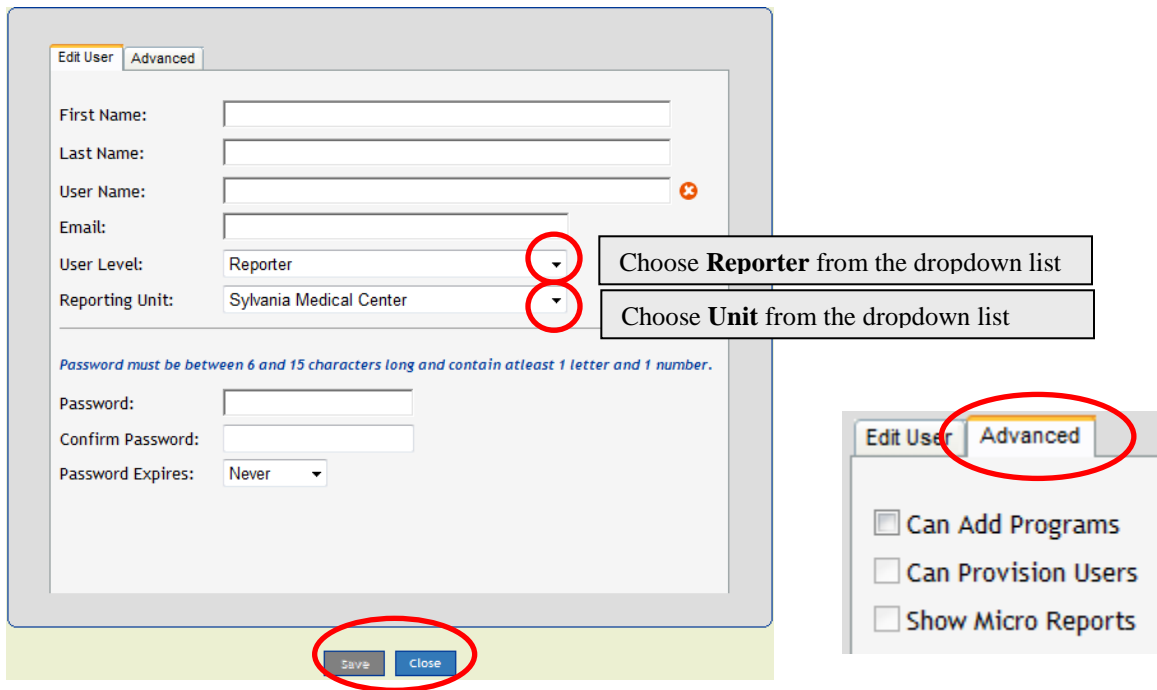 Edit User Advanced
First Name:
Last Name:
User Name:
Email:
User Level: Reporter
Choose Reporter from the dropdown list
Reporting Unit: Sylvania Medical Center
Choose Unit from the dropdown list
Password must be between 6 and 15 characters long and contain atleast 1 letter and 1 number.
Password:
Confirm Password:
Password Expires: Never
Save Close
Edit User Advanced
Can Add Programs
Can Provision Users
Show Micro Reports